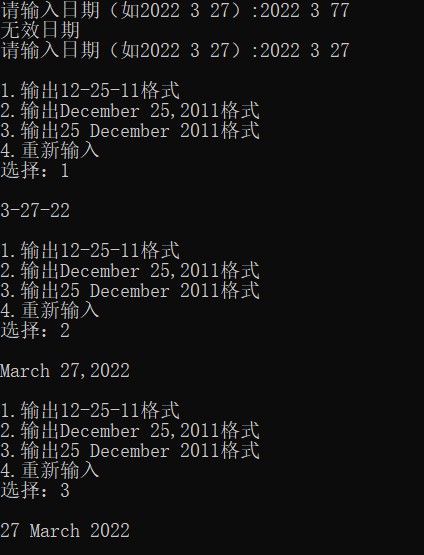 请输入日期（如2022 3 27）:2022 3 77
无效日期
请输入日期（如2022 3 27）:2022 3 27
1.输出12-25-11格式
2.输出December 25,2011格式
3.输出25 December 2011格式
4.重新输入
选择：1
3-27-22
1.输出12-25-11格式
2.输出December 25,2011格式
3.输出25 December 2011格式
4.重新输入
选择：2
March 27,2022
1.输出12-25-11格式
2.输出December 25,2011格式
3.输出25 December 2011格式
4.重新输入
选择：3
27 March 2022